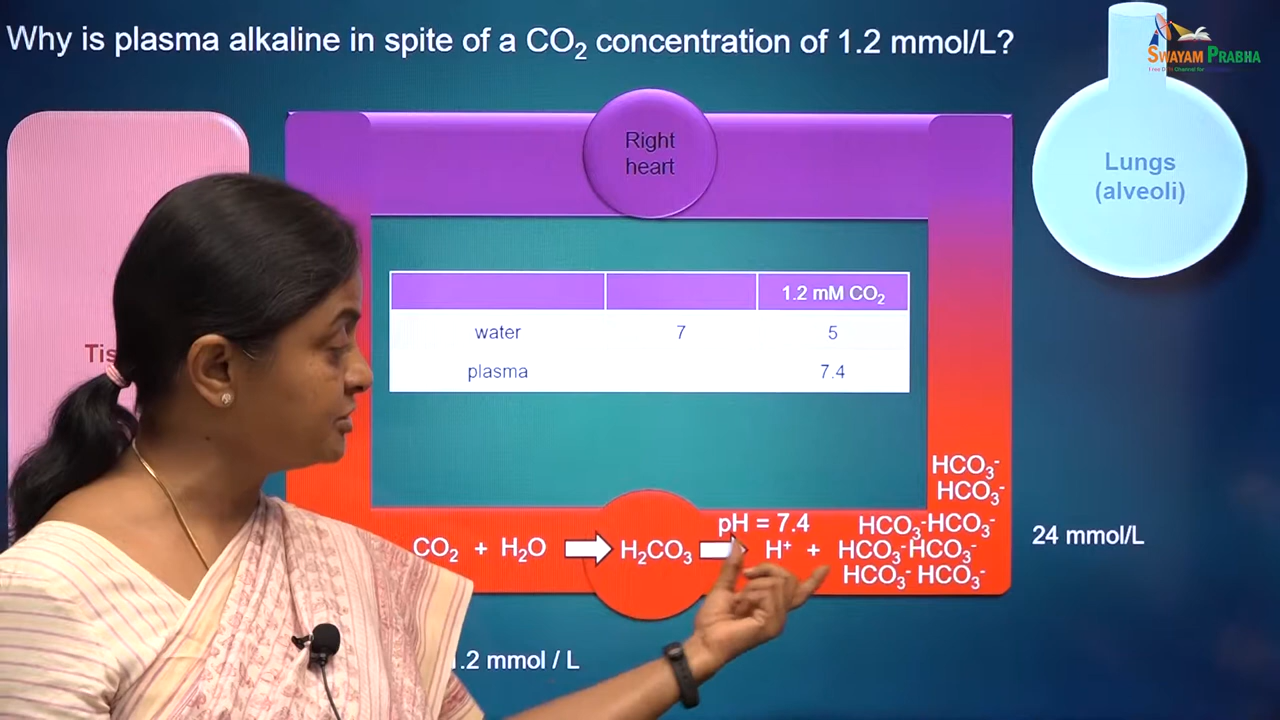 Why is plasma alkaline in spite of a CO₂ concentration of 1.2 mmol/L?
SWAYAM PRABHA
Right
heart
Lungs
(alveoli)
1.2 mM CO₂
water 7 5
plasma 7.4
HCO₃⁻
HCO₃⁻
pH = 7.4
HCO₃⁻HCO₃⁻
24 mmol/L
CO₂ + H₂O
H₂CO₃
H⁺ +
HCO₃⁻HCO₃⁻
HCO₃⁻ HCO₃⁻
1.2 mmol / L